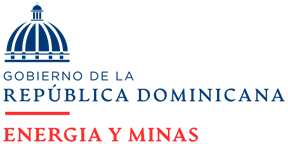 GOBIERNO DE LA
REPÚBLICA DOMINICANA
ENERGIA Y MINAS